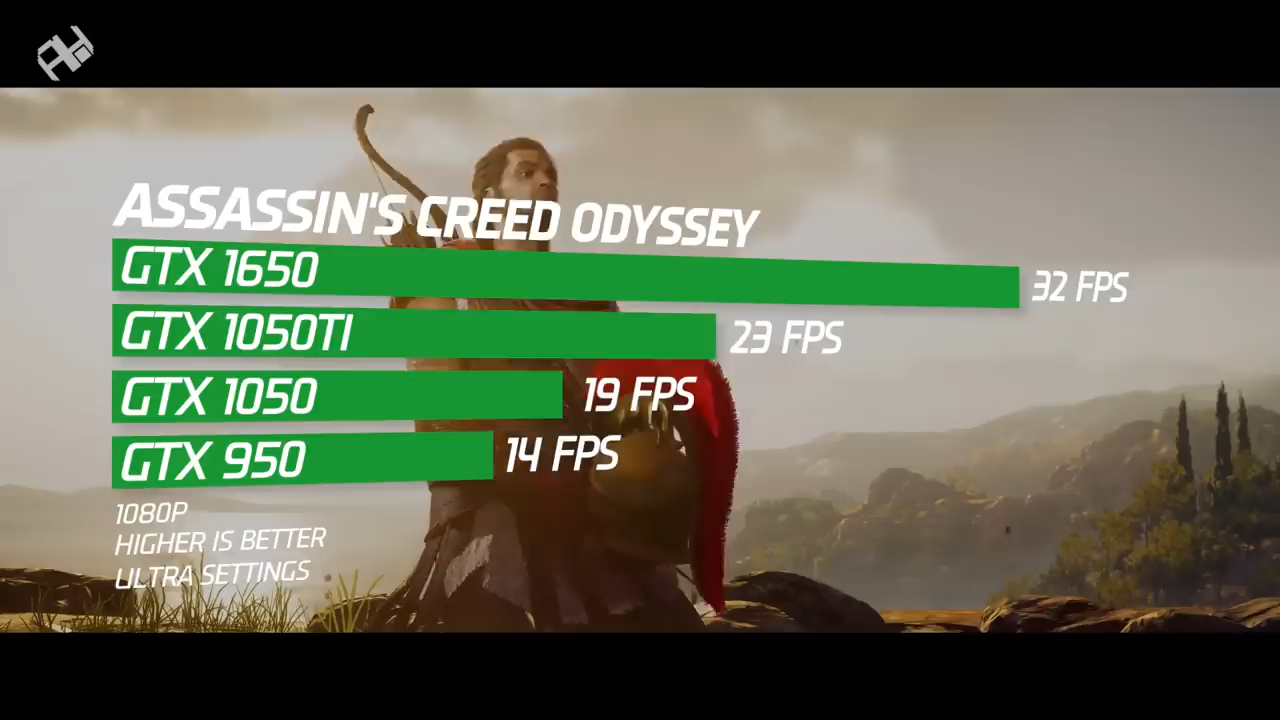 ASSASSIN'S CREED ODYSSEY
GTX 1650 32 FPS
GTX 1050TI 23 FPS
GTX 1050 19 FPS
GTX 950 14 FPS
1080P
HIGHER IS BETTER
ULTRA SETTINGS